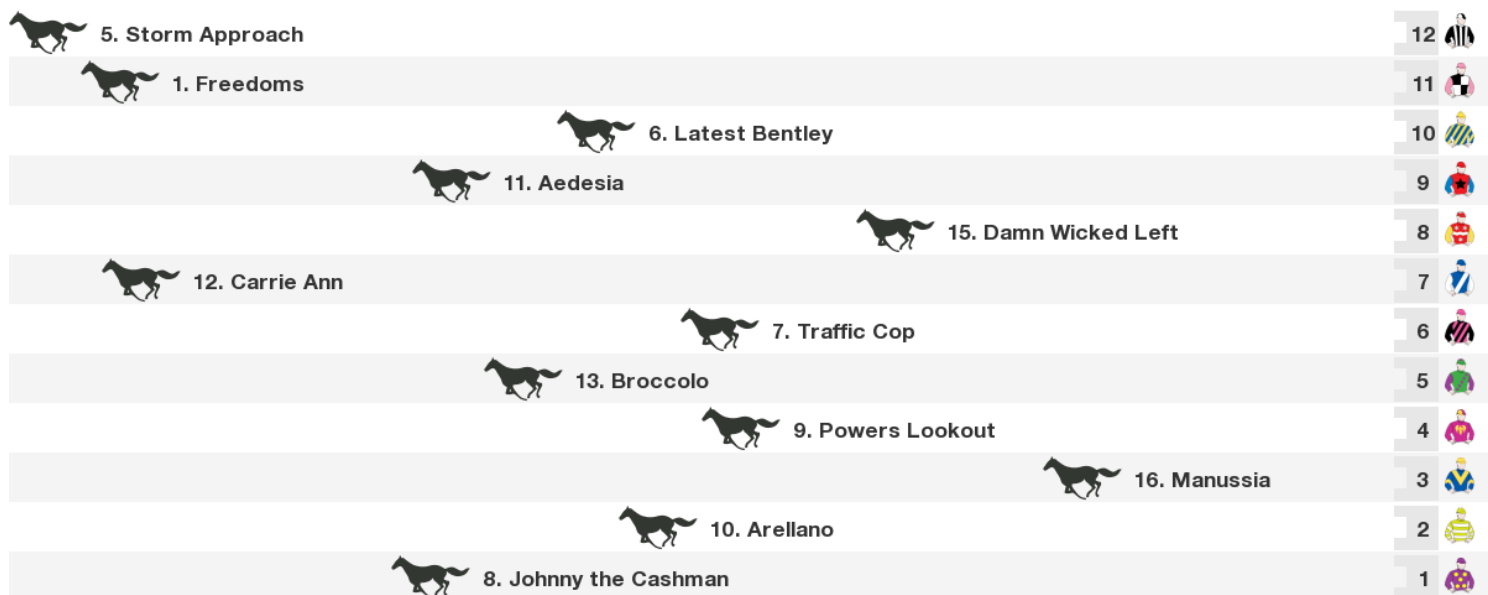 5. Storm Approach 12
1. Freedoms 11
6. Latest Bentley 10
11. Aedesia 9
15. Damn Wicked Left 8
12. Carrie Ann 7
7. Traffic Cop 6
13. Broccolo 5
9. Powers Lookout 4
16. Manussia 3
10. Arellano 2
8. Johnny the Cashman 1